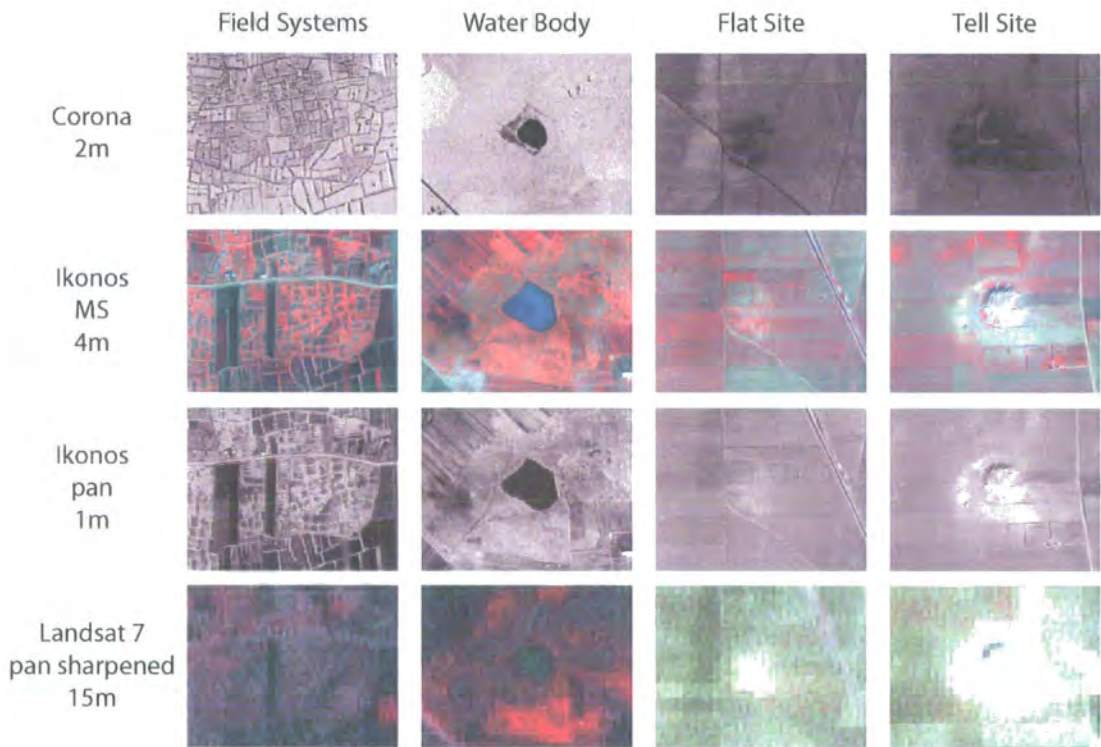 Field Systems
Water Body
Flat Site
Tell Site
Corona
2m
Ikonos
MS
4m
Ikonos
pan
1m
Landsat 7
pan sharpened
15m